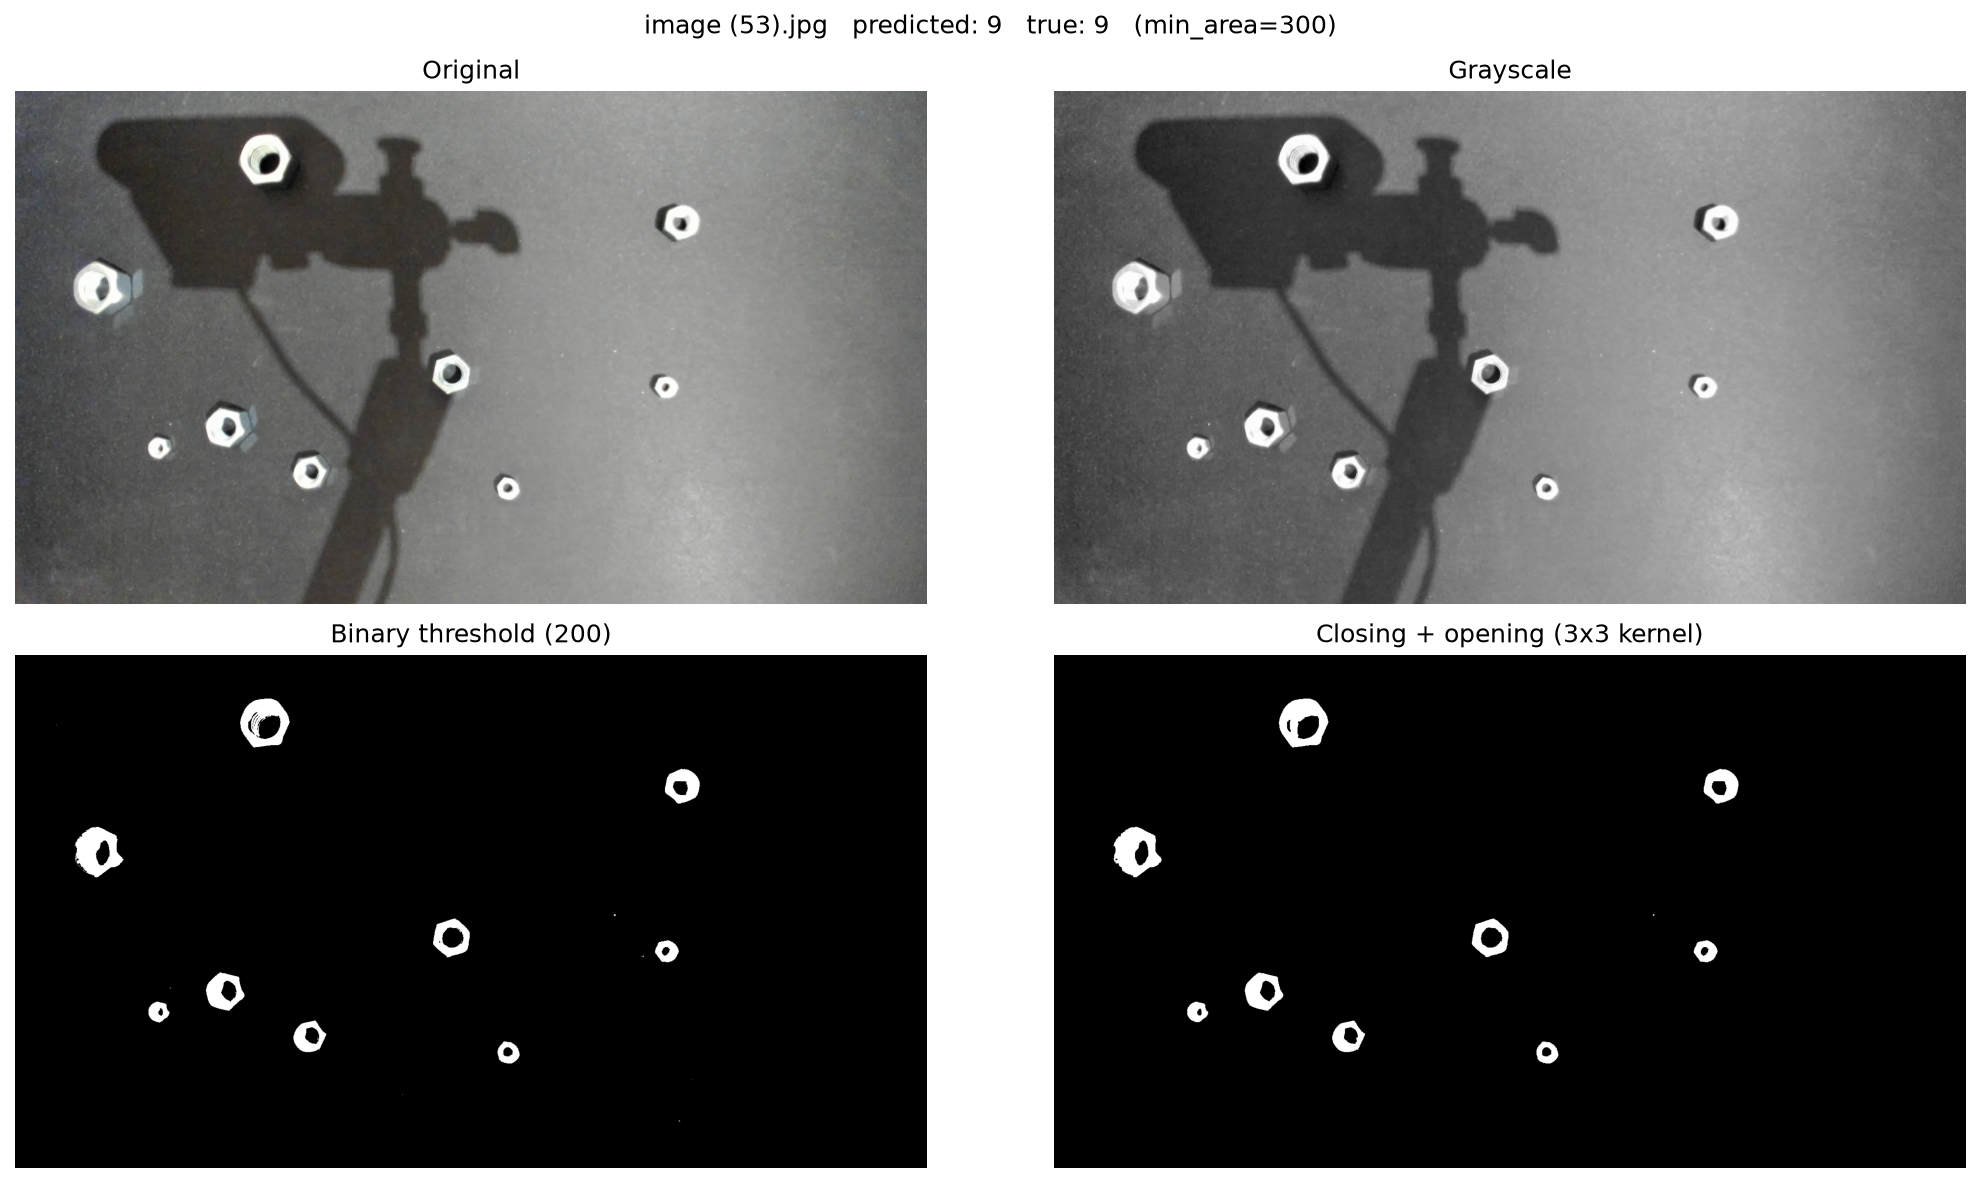 image (53).jpg   predicted: 9   true: 9   (min_area=300)
Original
Grayscale
Binary threshold (200)
Closing + opening (3x3 kernel)